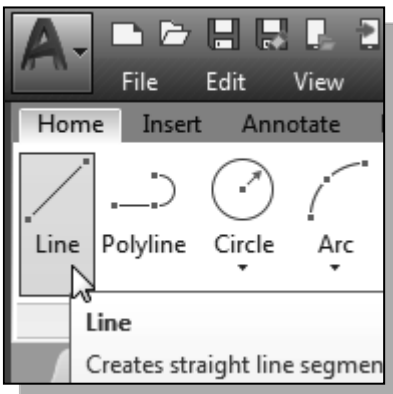 A
File Edit View
Home Insert Annotate
Line Polyline Circle Arc
Line
Creates straight line segmen